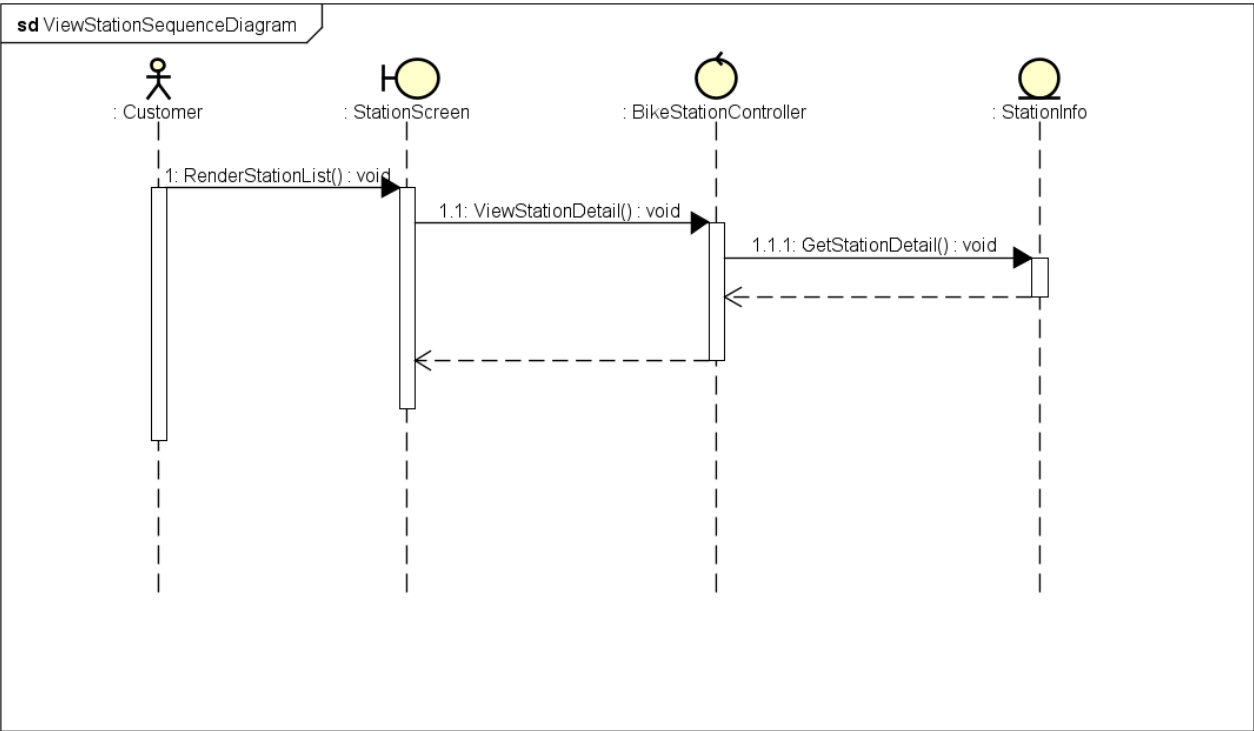 sd ViewStationSequenceDiagram
: Customer
: StationScreen
: BikeStationController
: StationInfo
1: RenderStationList() : void
1.1: ViewStationDetail() : void
1.1.1: GetStationDetail() : void